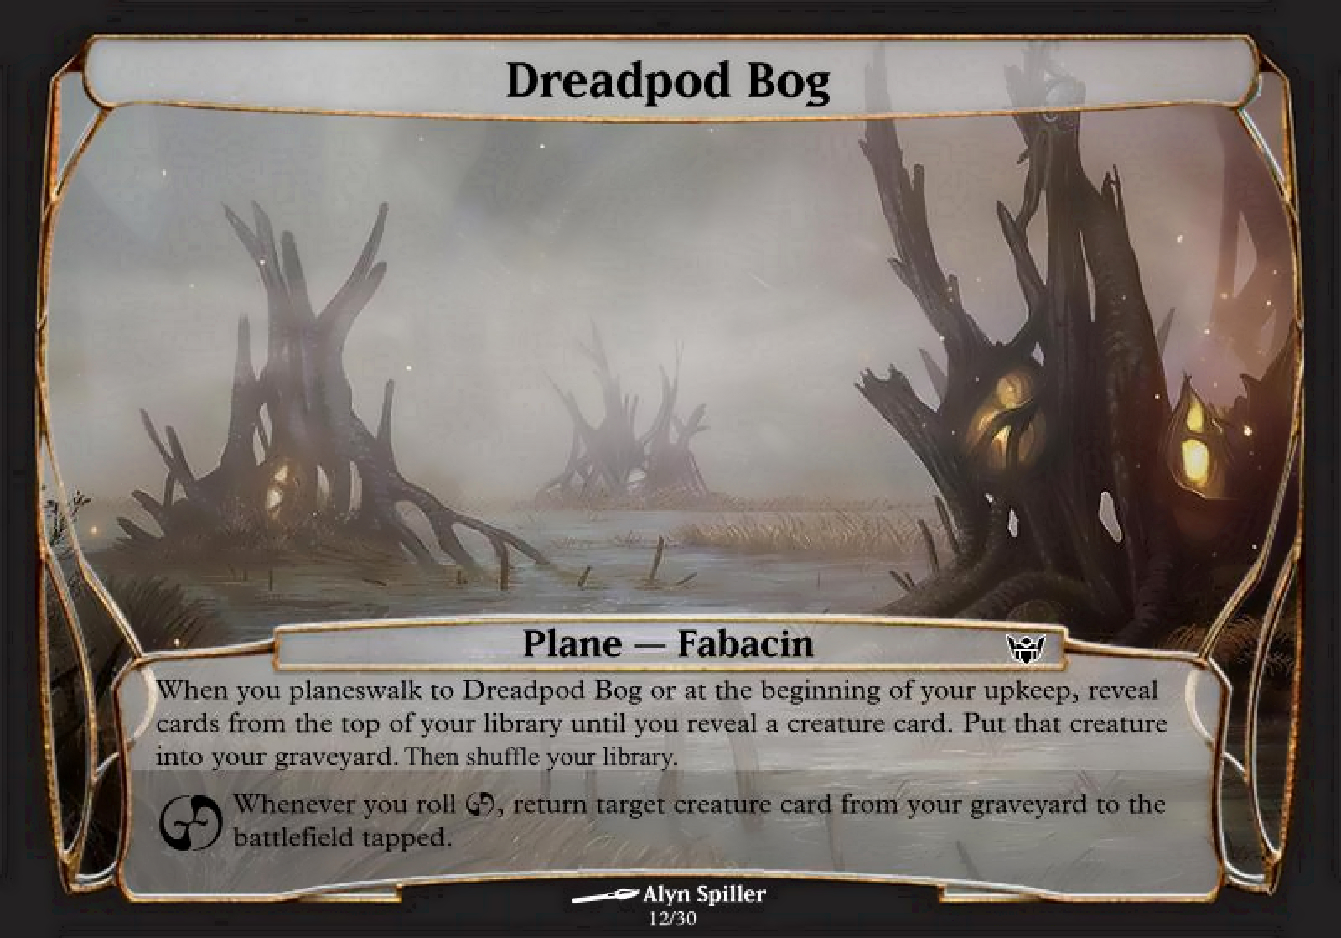 Dreadpod Bog
Plane — Fabacin
When you planeswalk to Dreadpod Bog or at the beginning of your upkeep, reveal
cards from the top of your library until you reveal a creature card. Put that creature
into your graveyard. Then shuffle your library.
Whenever you roll , return target creature card from your graveyard to the
battlefield tapped.
Alyn Spiller
12/30